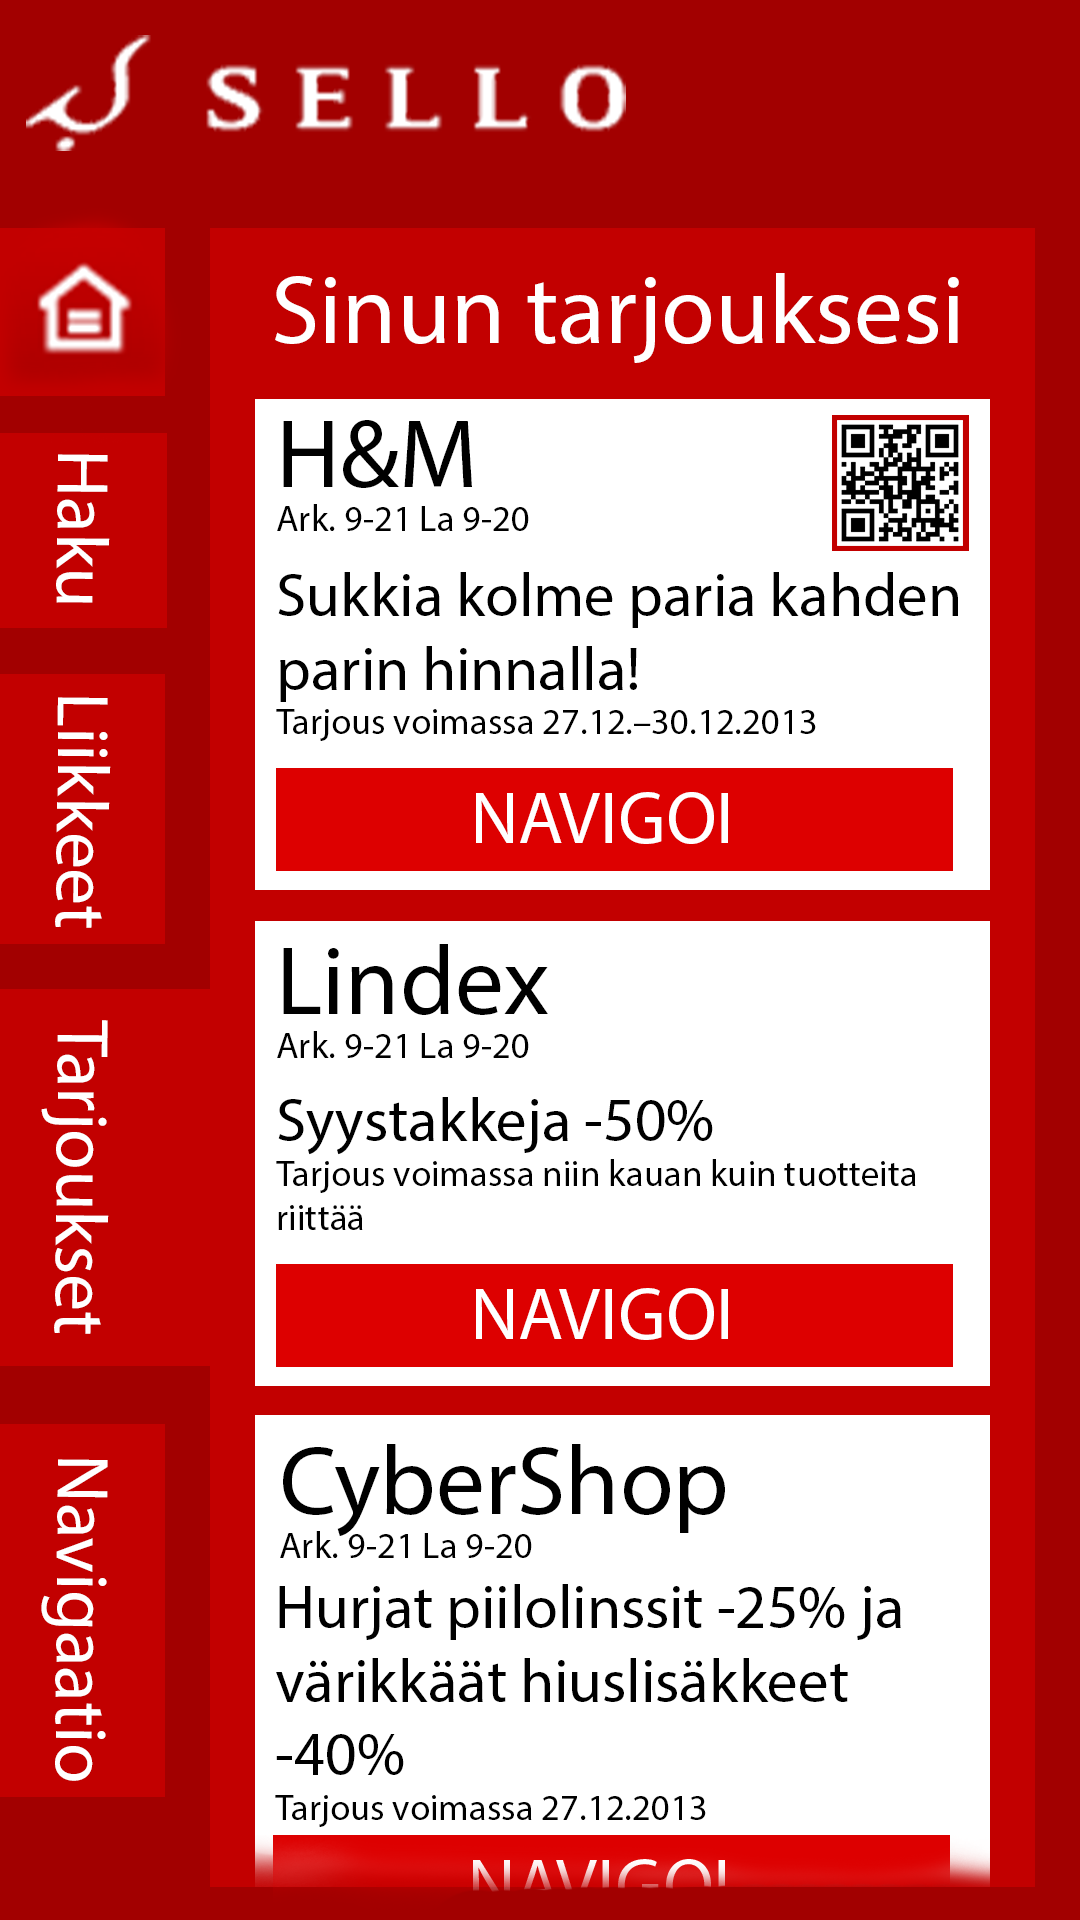 SELLO
Haku
Liikkeet
Tarjoukset
Navigaatio
Sinun tarjouksesi
H&M
Ark. 9-21 La 9-20
Sukkia kolme paria kahden
parin hinnalla!
Tarjous voimassa 27.12.–30.12.2013
NAVIGOI
Lindex
Ark. 9-21 La 9-20
Syystakkeja -50%
Tarjous voimassa niin kauan kuin tuotteita
riittää
NAVIGOI
CyberShop
Ark. 9-21 La 9-20
Hurjat piilolinssit -25% ja
värikkäät hiuslisäkkeet
-40%
Tarjous voimassa 27.12.2013
NAVIGOI